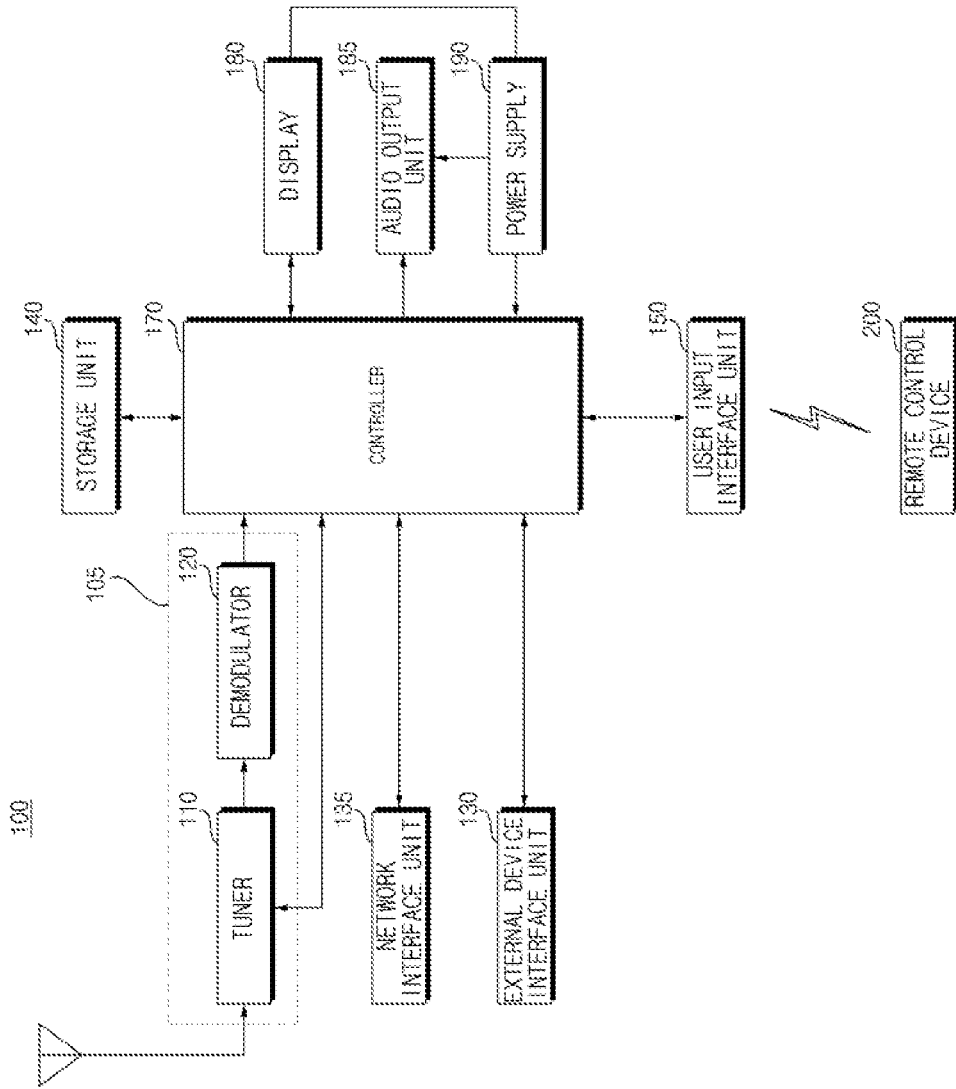 100
105
110
TUNER
120
DEMODULATOR
135
NETWORK
INTERFACE UNIT
130
EXTERNAL DEVICE
INTERFACE UNIT
140
STORAGE UNIT
170
CONTROLLER
150
USER INPUT
INTERFACE UNIT
200
REMOTE CONTROL
DEVICE
180
DISPLAY
185
AUDIO OUTPUT
UNIT
190
POWER SUPPLY